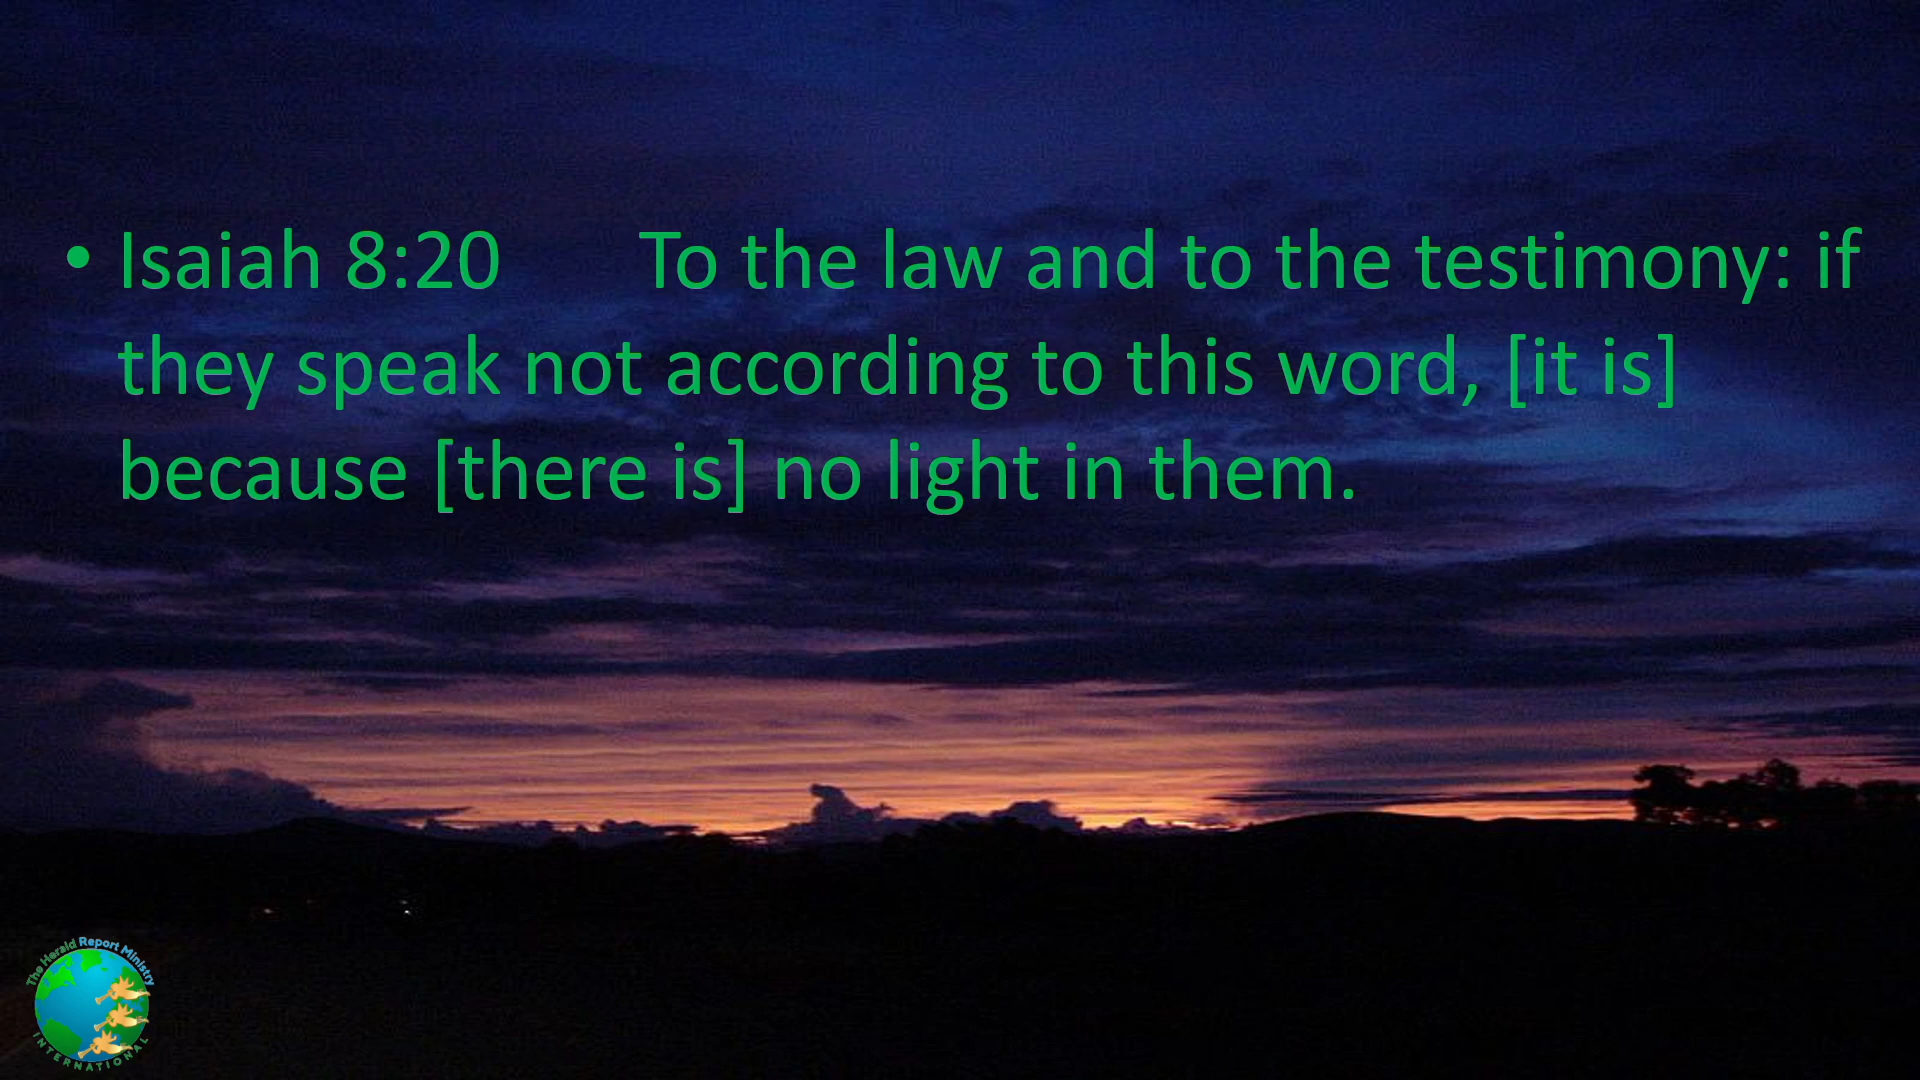 • Isaiah 8:20 To the law and to the testimony: if
they speak not according to this word, [it is]
because [there is] no light in them.
The Herald Report Ministry
INTERNATIONAL